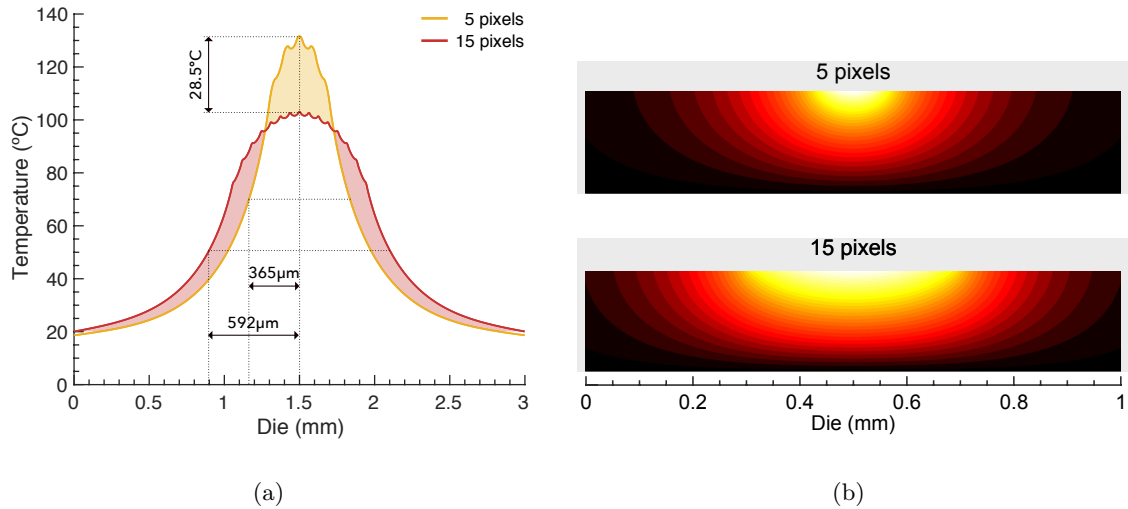 140
120
100
80
60
40
20
0
Temperature (ºC)
0
0.5
1
1.5
2
2.5
3
Die (mm)
5 pixels
15 pixels
28.5°C
365µm
592µm
(a)
5 pixels
15 pixels
0
0.2
0.4
0.6
0.8
1
Die (mm)
(b)